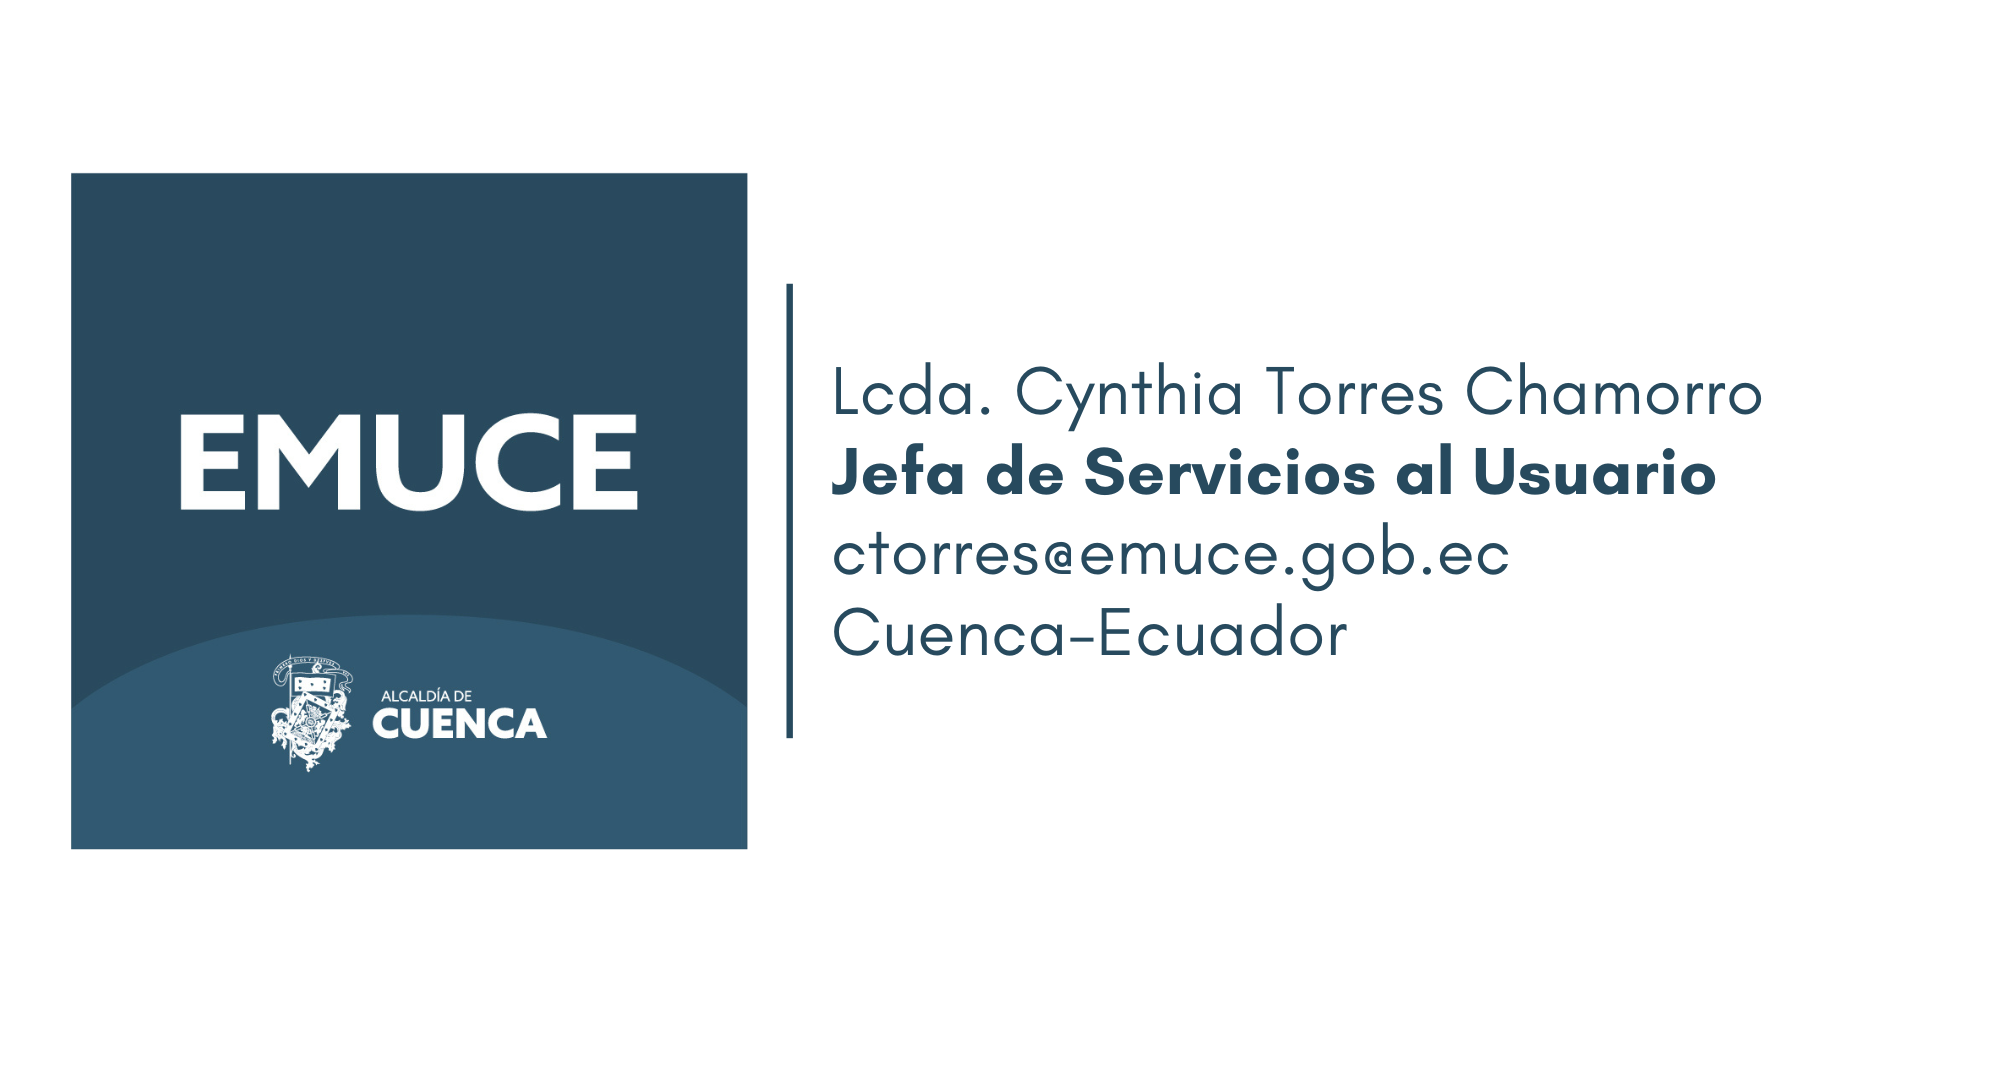 EMUCE
ALCALDÍA DE
CUENCA
Lcda. Cynthia Torres Chamorro
Jefa de Servicios al Usuario
ctorres@emuce.gob.ec
Cuenca-Ecuador